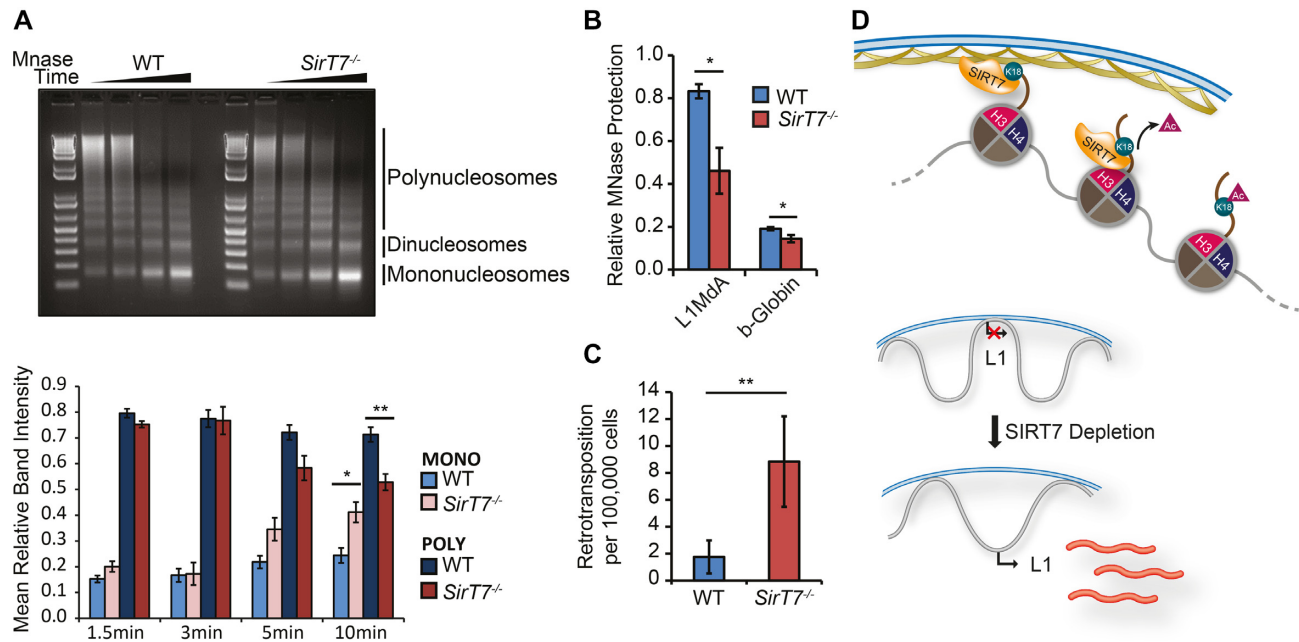 A
Mnase
Time
WT
SirT7-/-
Polynucleosomes
Dinucleosomes
Mononucleosomes
Mean Relative Band Intensity
0.9
0.8
0.7
0.6
0.5
0.4
0.3
0.2
0.1
0.0
*
**
1.5min
3min
5min
10min
MONO
WT
SirT7-/-
POLY
WT
SirT7-/-
B
Relative MNase Protection
1.0
0.8
0.6
0.4
0.2
0.0
*
*
WT
SirT7-/-
L1MdA
b-Globin
C
Retrotransposition
per 100,000 cells
14
12
10
8
6
4
2
0
**
WT
SirT7-/-
D
SIRT7
K18
H3
H4
SIRT7
K18
Ac
H3
H4
Ac
K18
H3
H4
L1
SIRT7 Depletion
L1